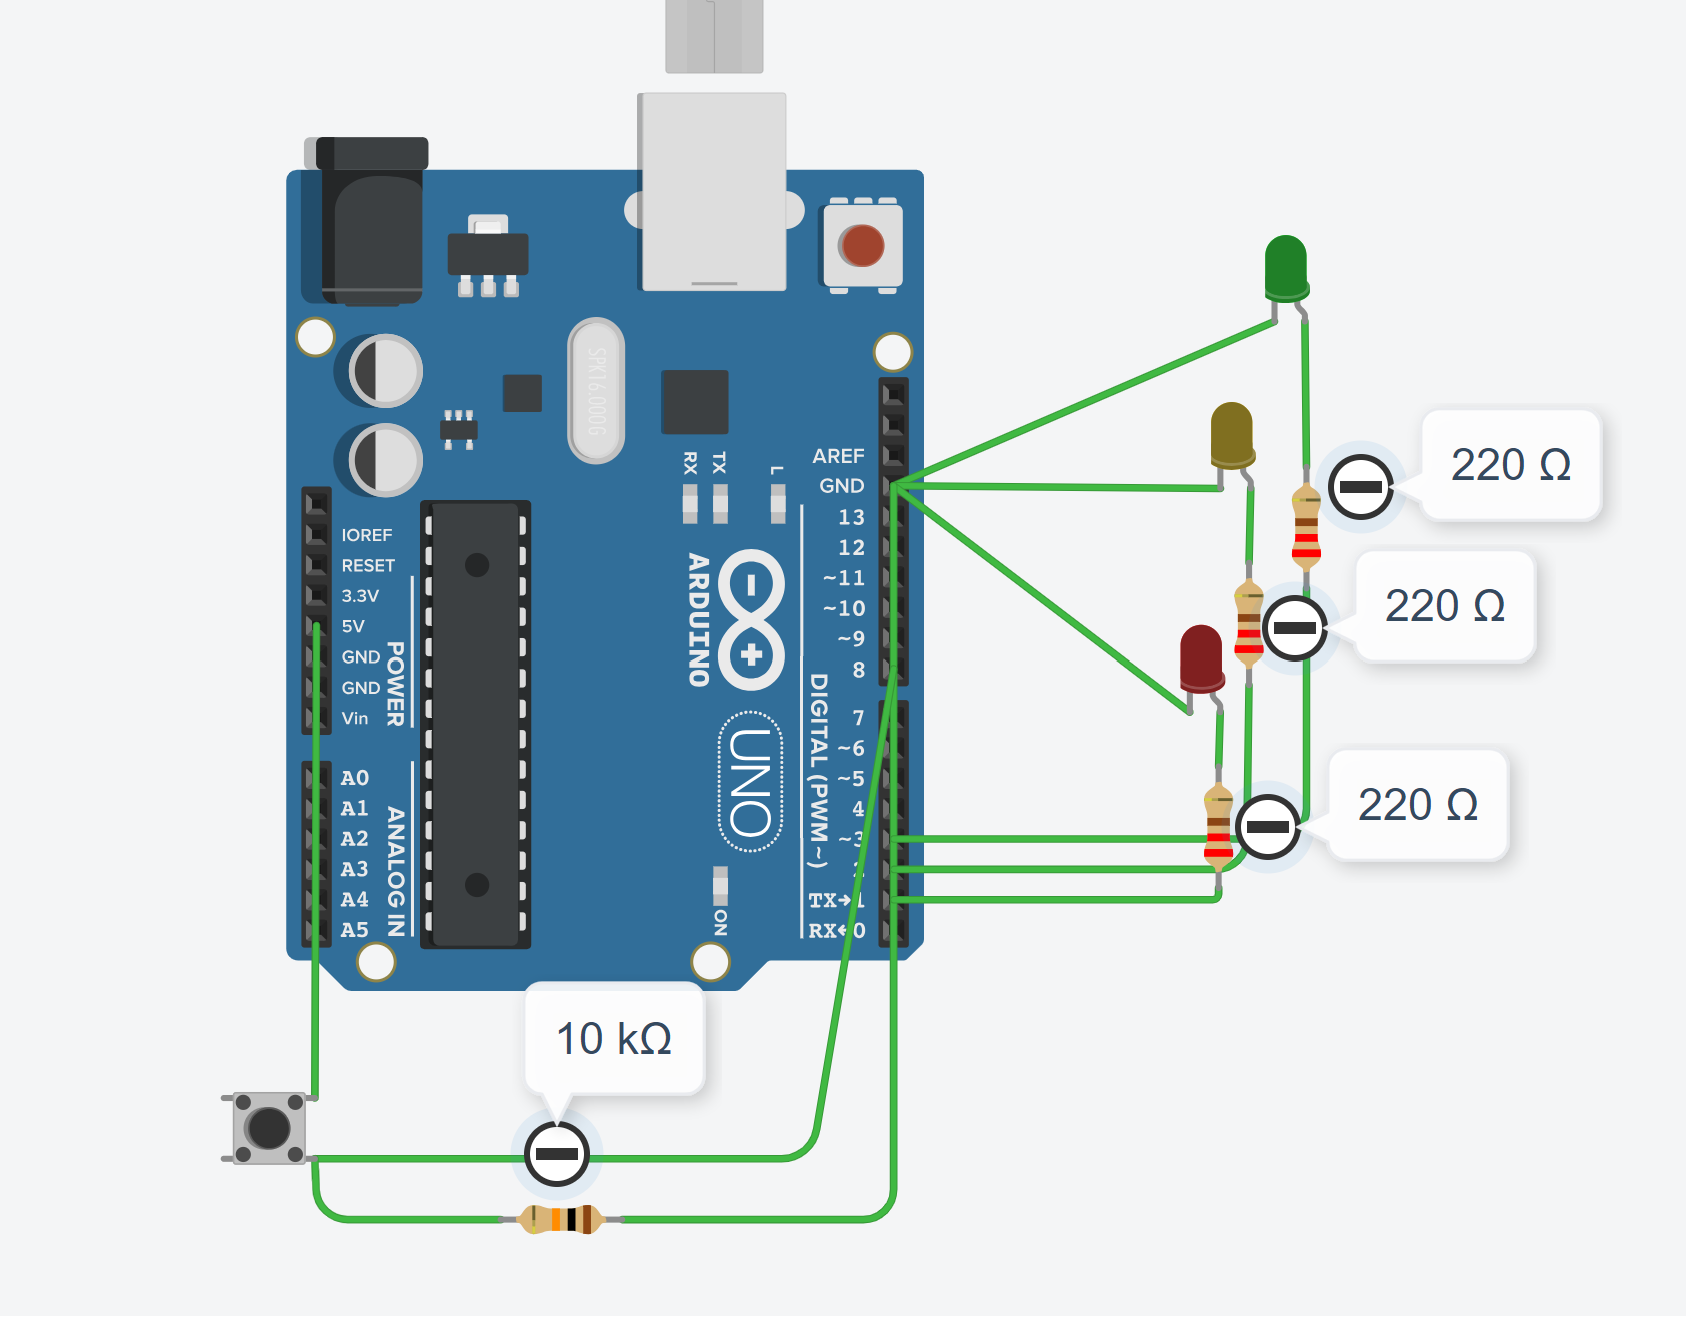 SPK16.000G
RX
TX
L
AREF
GND
13
12
~11
~10
~9
8
7
~6
~5
4
~3
2
TX→1
RX←0
DIGITAL (PWM~)
IOREF
RESET
3.3V
5V
GND
GND
Vin
POWER
A0
A1
A2
A3
A4
A5
ANALOG IN
ARDUINO
UNO
ON
220 Ω
220 Ω
220 Ω
10 kΩ